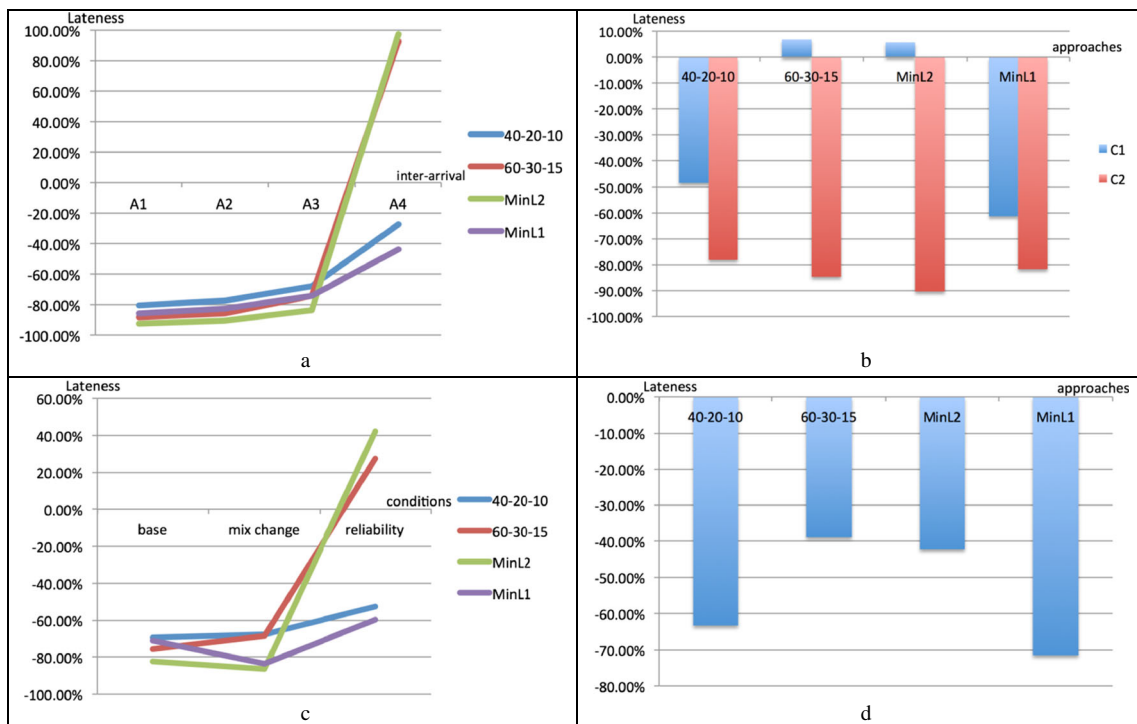 Lateness
100.00%
80.00%
60.00%
40.00%
20.00%
0.00%
-20.00%
-40.00%
-60.00%
-80.00%
-100.00%
inter-arrival
A1 A2 A3 A4
40-20-10
60-30-15
MinL2
MinL1
a
Lateness
10.00%
0.00%
-10.00%
-20.00%
-30.00%
-40.00%
-50.00%
-60.00%
-70.00%
-80.00%
-90.00%
-100.00%
approaches
40-20-10 60-30-15 MinL2 MinL1
C1
C2
b
Lateness
60.00%
40.00%
20.00%
0.00%
-20.00%
-40.00%
-60.00%
-80.00%
-100.00%
conditions
base mix change reliability
40-20-10
60-30-15
MinL2
MinL1
c
Lateness
approaches
0.00%
-10.00%
-20.00%
-30.00%
-40.00%
-50.00%
-60.00%
-70.00%
-80.00%
40-20-10 60-30-15 MinL2 MinL1
d